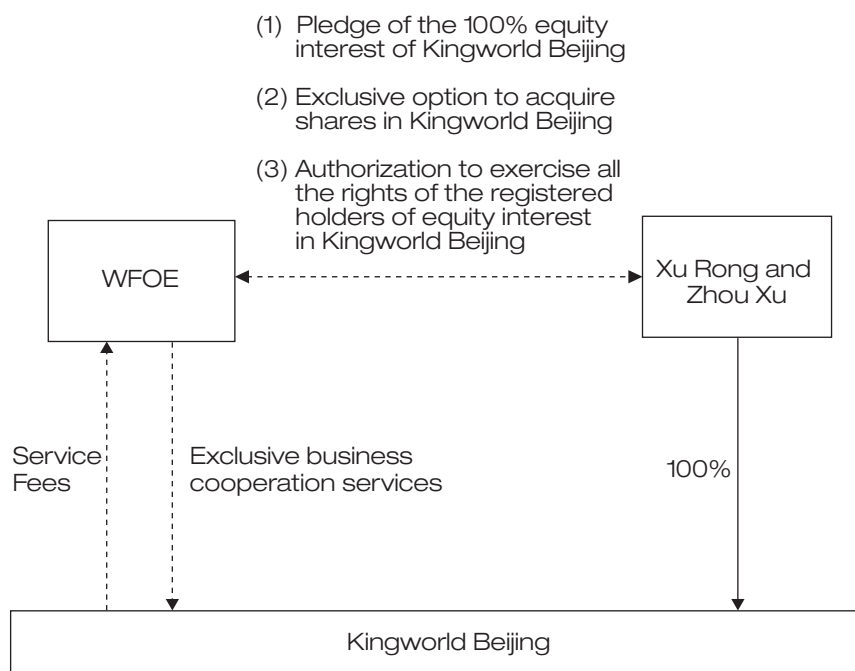 (1) Pledge of the 100% equity
interest of Kingworld Beijing
(2) Exclusive option to acquire
shares in Kingworld Beijing
(3) Authorization to exercise all
the rights of the registered
holders of equity interest
in Kingworld Beijing
WFOE
Xu Rong and
Zhou Xu
Service
Fees
Exclusive business
cooperation services
100%
Kingworld Beijing